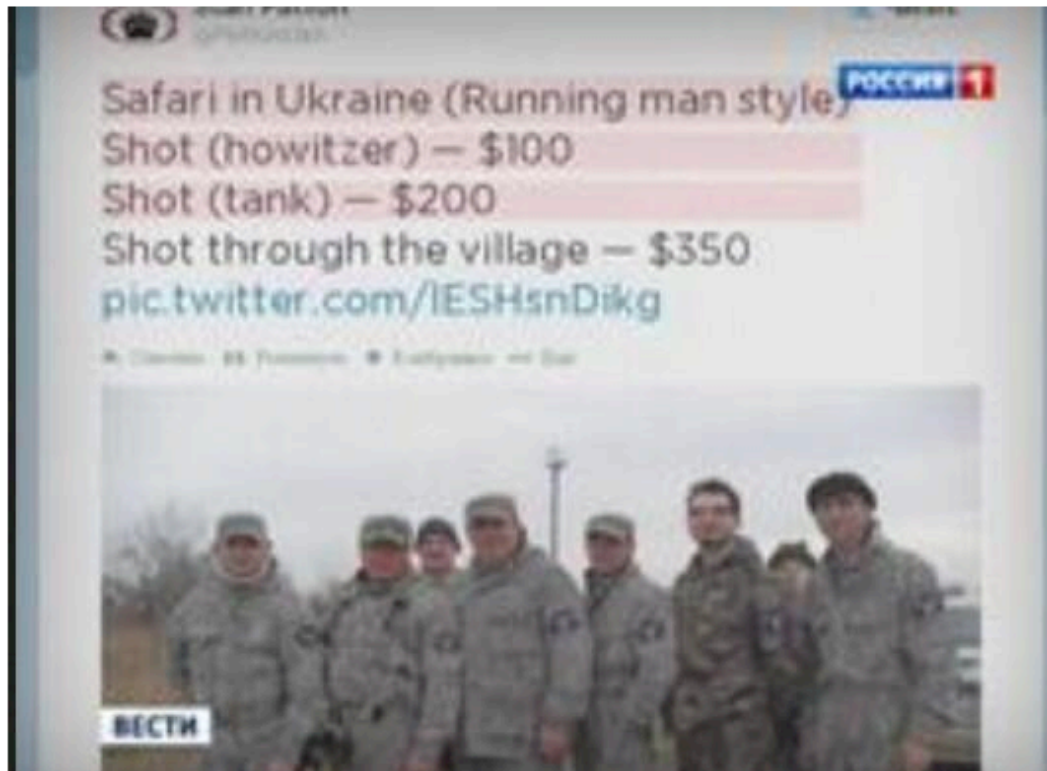 Safari in Ukraine (Running man style)
РОССИЯ 1
Shot (howitzer) — $100
Shot (tank) — $200
Shot through the village — $350
pic.twitter.com/IESHsnDikg
ВЕСТИ